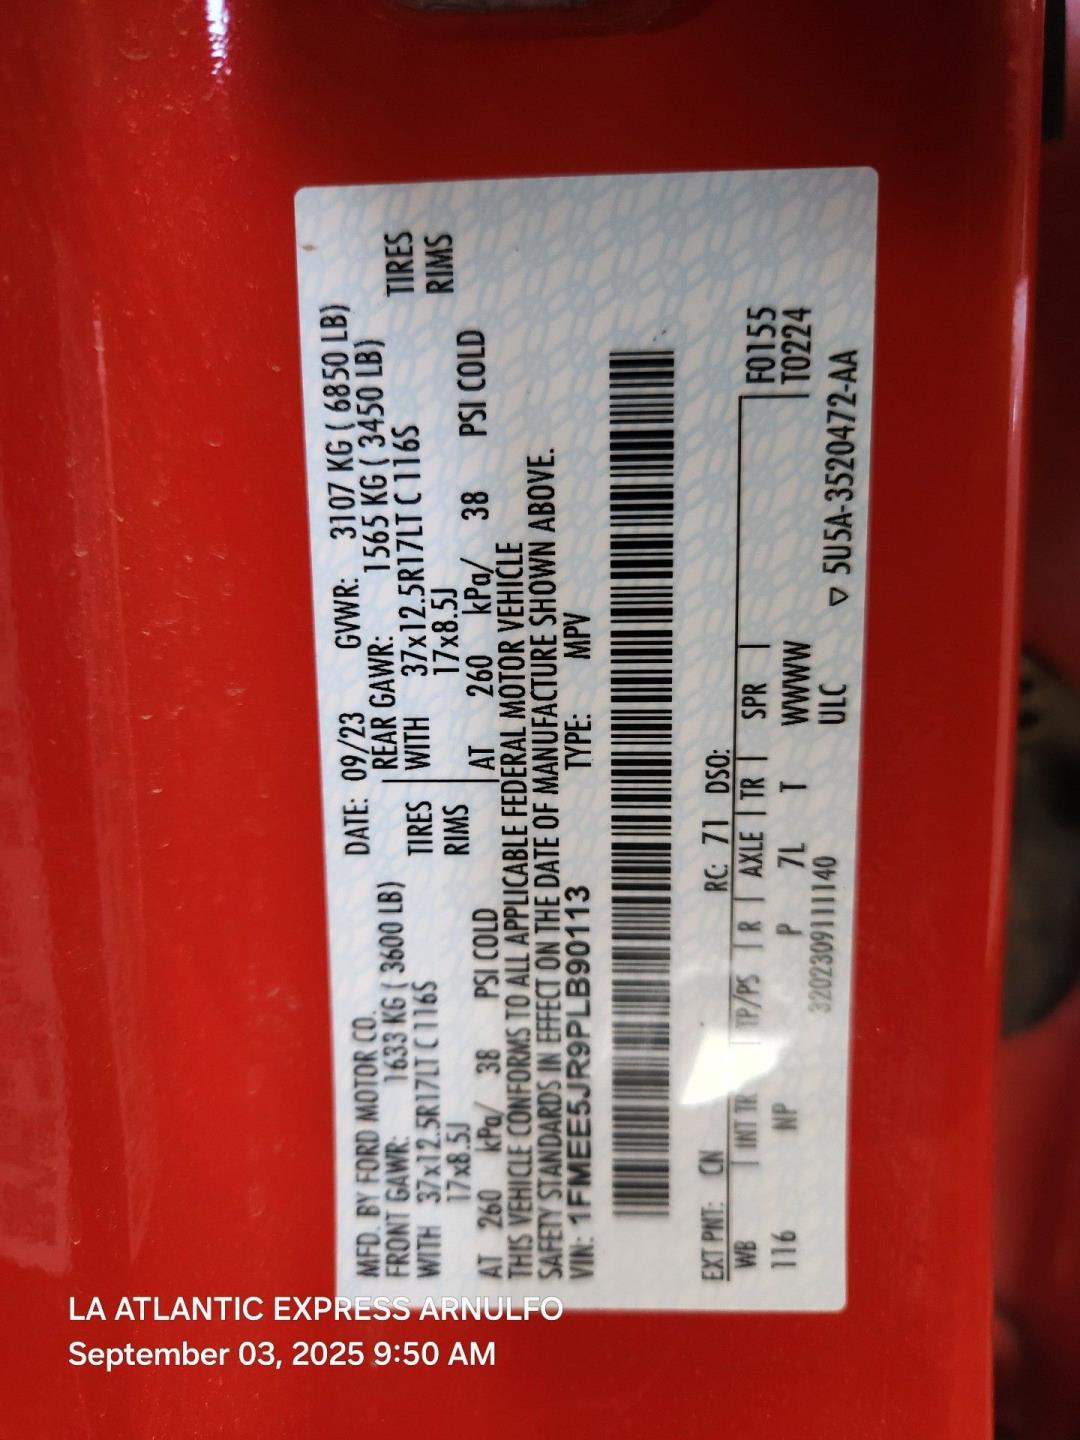 MFD. BY FORD MOTOR CO. DATE: 09/23 GVWR: 3107 KG ( 6850 LB)
FRONT GAWR: 1633 KG ( 3600 LB) REAR GAWR: 1565 KG ( 3450 LB)
WITH 37x12.5R17LT C 116S TIRES WITH 37x12.5R17LT C 116S TIRES
17x8.5J RIMS 17x8.5J RIMS
AT 260 kPa/ 38 PSI COLD AT 260 kPa/ 38 PSI COLD
THIS VEHICLE CONFORMS TO ALL APPLICABLE FEDERAL MOTOR VEHICLE
SAFETY STANDARDS IN EFFECT ON THE DATE OF MANUFACTURE SHOWN ABOVE.
VIN: 1FMEE5JR9PLB90113 TYPE: MPV
EXT PNT: CN RC: 71 DSO:
WB INT TR TP/PS R AXLE TR SPR F0155
116 NP P 7L T WWWW T0224
3202309111140 ULC ▽ 5U5A-3520472-AA
LA ATLANTIC EXPRESS ARNULFO
September 03, 2025 9:50 AM